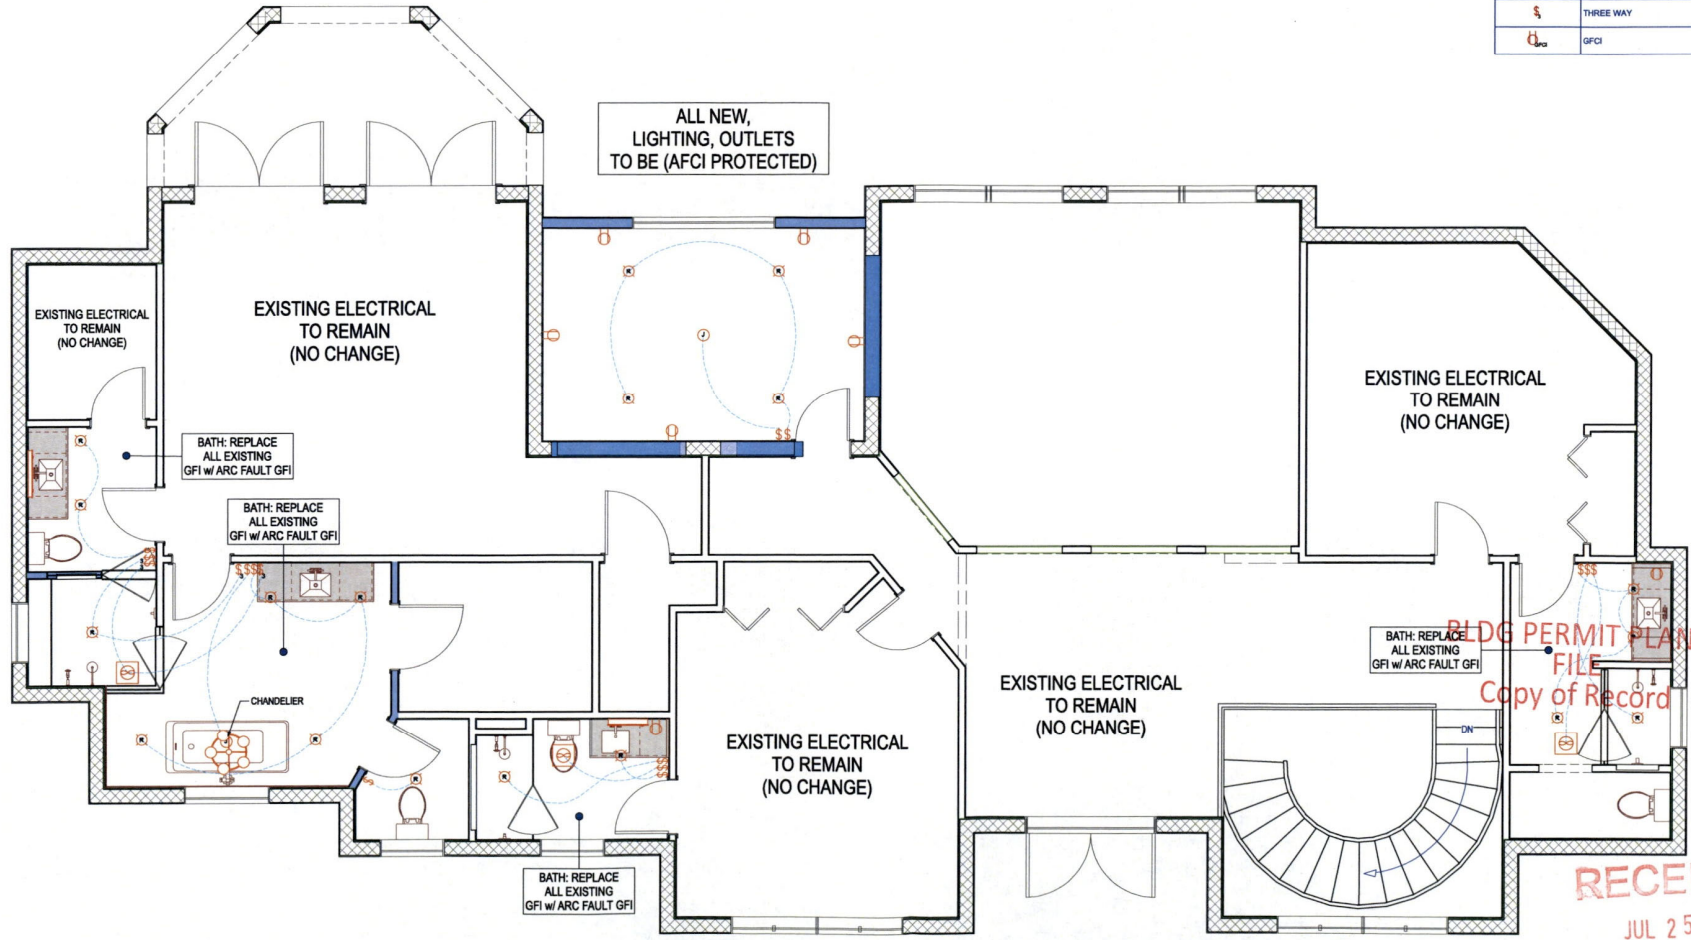 THREE WAY
GFCI
ALL NEW,
LIGHTING, OUTLETS
TO BE (AFCI PROTECTED)
EXISTING ELECTRICAL
TO REMAIN
(NO CHANGE)
EXISTING ELECTRICAL
TO REMAIN
(NO CHANGE)
EXISTING ELECTRICAL
TO REMAIN
(NO CHANGE)
BATH: REPLACE
ALL EXISTING
GFI w/ ARC FAULT GFI
BATH: REPLACE
ALL EXISTING
GFI w/ ARC FAULT GFI
BATH: REPLACE
ALL EXISTING
GFI w/ ARC FAULT GFI
BLDG PERMIT PLAN
FILE
Copy of Record
CHANDELIER
EXISTING ELECTRICAL
TO REMAIN
(NO CHANGE)
EXISTING ELECTRICAL
TO REMAIN
(NO CHANGE)
DN
BATH: REPLACE
ALL EXISTING
GFI w/ ARC FAULT GFI
RECE
JUL 25